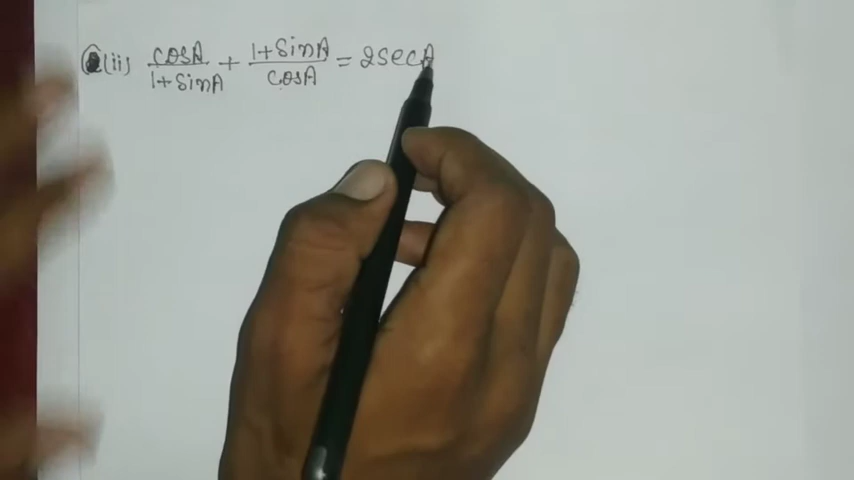 (ii) cosA/1+sinA + 1+sinA/cosA = 2secA